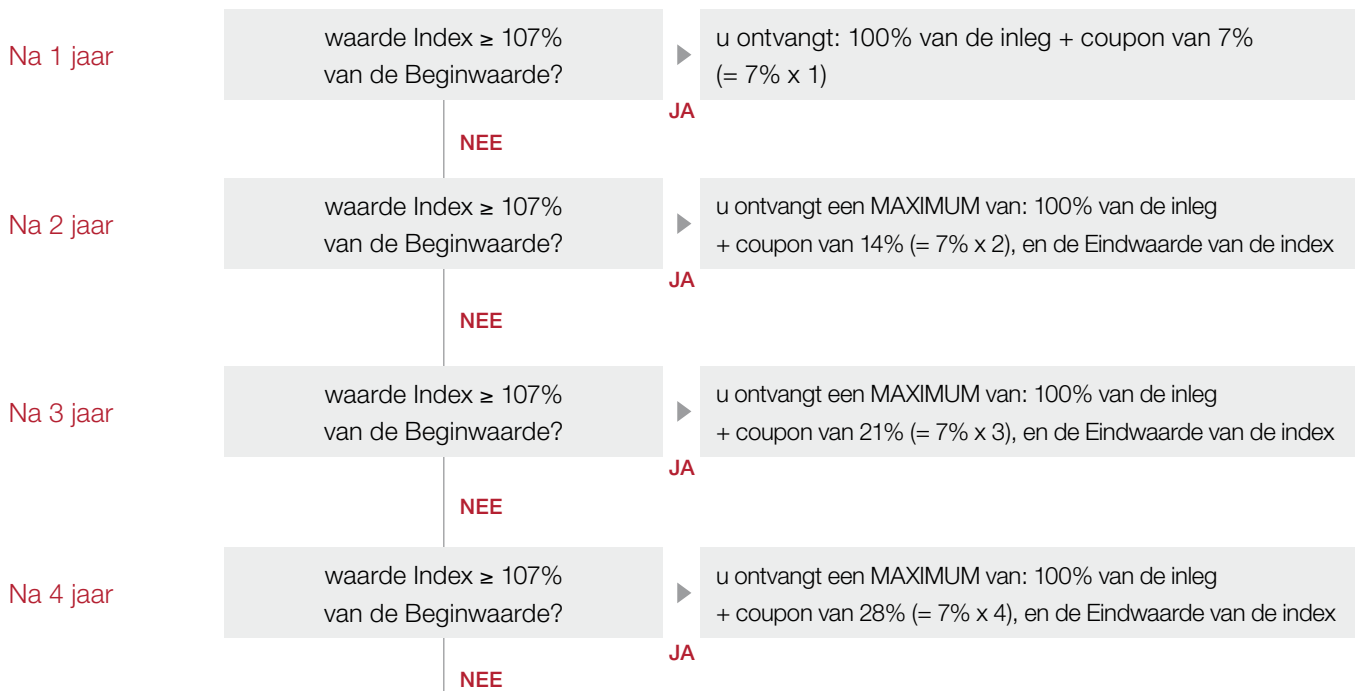 Na 1 jaar
waarde Index ≥ 107%
van de Beginwaarde?
u ontvangt: 100% van de inleg + coupon van 7%
(= 7% x 1)
JA
NEE
Na 2 jaar
waarde Index ≥ 107%
van de Beginwaarde?
u ontvangt een MAXIMUM van: 100% van de inleg
+ coupon van 14% (= 7% x 2), en de Eindwaarde van de index
JA
NEE
Na 3 jaar
waarde Index ≥ 107%
van de Beginwaarde?
u ontvangt een MAXIMUM van: 100% van de inleg
+ coupon van 21% (= 7% x 3), en de Eindwaarde van de index
JA
NEE
Na 4 jaar
waarde Index ≥ 107%
van de Beginwaarde?
u ontvangt een MAXIMUM van: 100% van de inleg
+ coupon van 28% (= 7% x 4), en de Eindwaarde van de index
JA
NEE